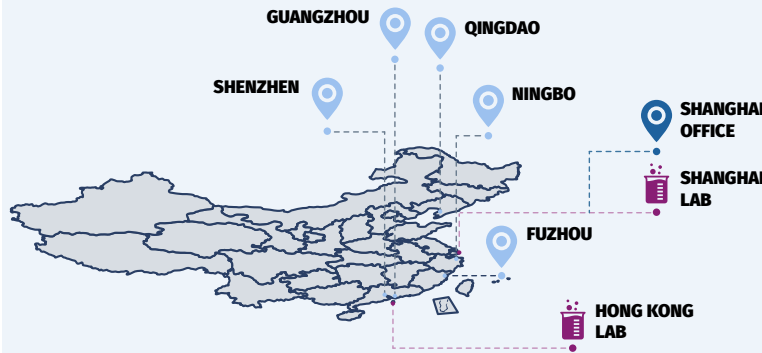 GUANGZHOU
QINGDAO
SHENZHEN
NINGBO
SHANGHAI
OFFICE
SHANGHAI
LAB
FUZHOU
HONG KONG
LAB